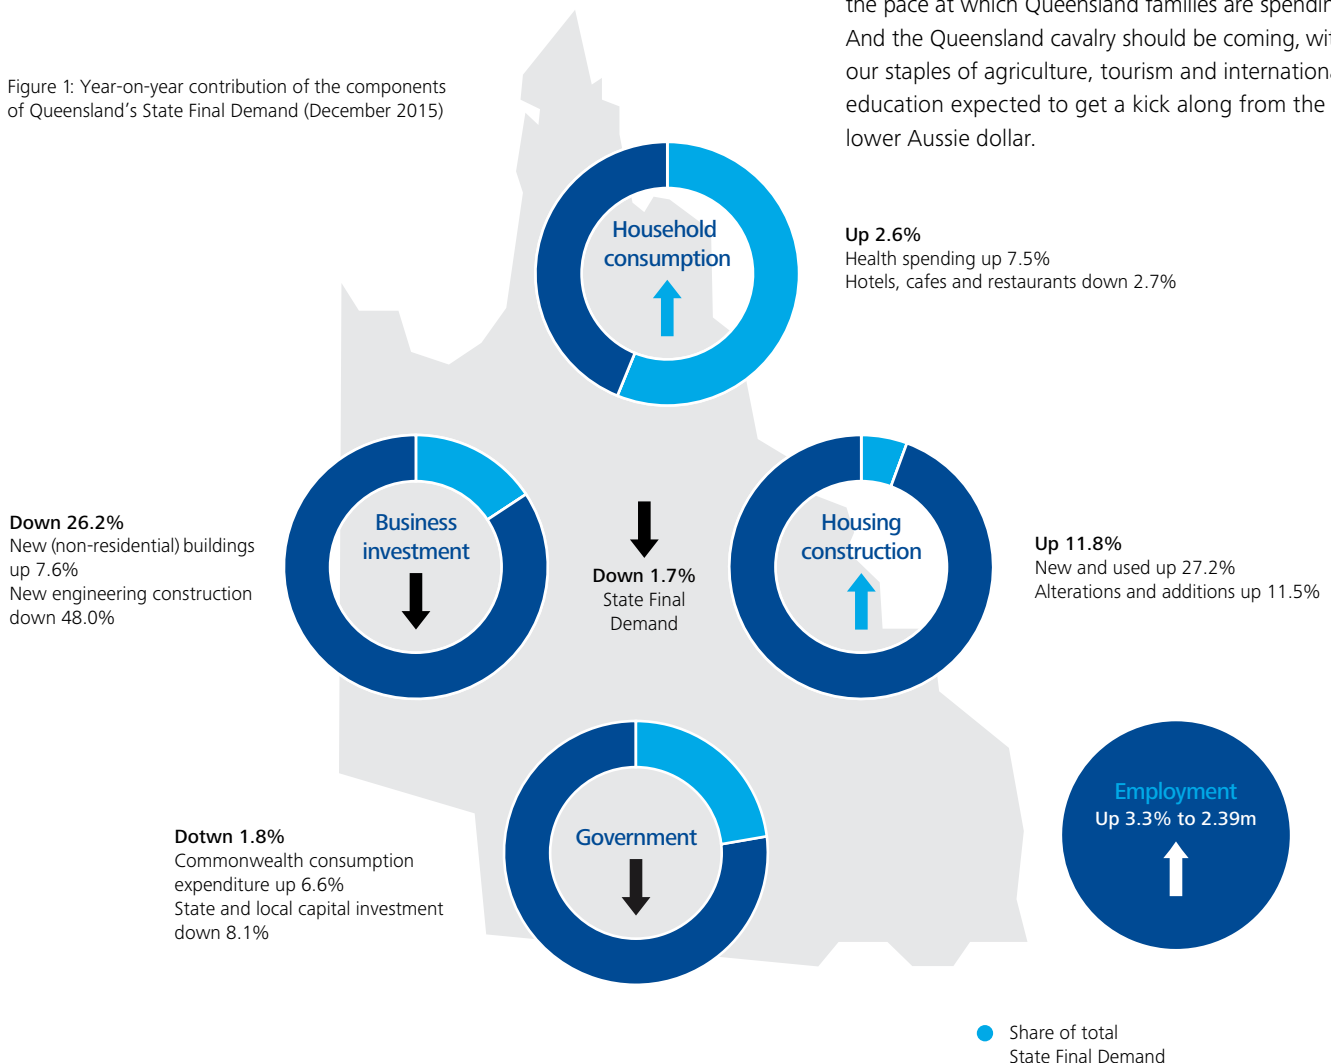 the pace at which Queensland families are spending
And the Queensland cavalry should be coming, wit
our staples of agriculture, tourism and internationa
education expected to get a kick along from the
lower Aussie dollar.
Figure 1: Year-on-year contribution of the components
of Queensland's State Final Demand (December 2015)
Household
consumption
Up 2.6%
Health spending up 7.5%
Hotels, cafes and restaurants down 2.7%
Down 26.2%
New (non-residential) buildings
up 7.6%
New engineering construction
down 48.0%
Business
investment
Down 1.7%
State Final
Demand
Housing
construction
Up 11.8%
New and used up 27.2%
Alterations and additions up 11.5%
Dotwn 1.8%
Commonwealth consumption
expenditure up 6.6%
State and local capital investment
down 8.1%
Government
Employment
Up 3.3% to 2.39m
Share of total
State Final Demand